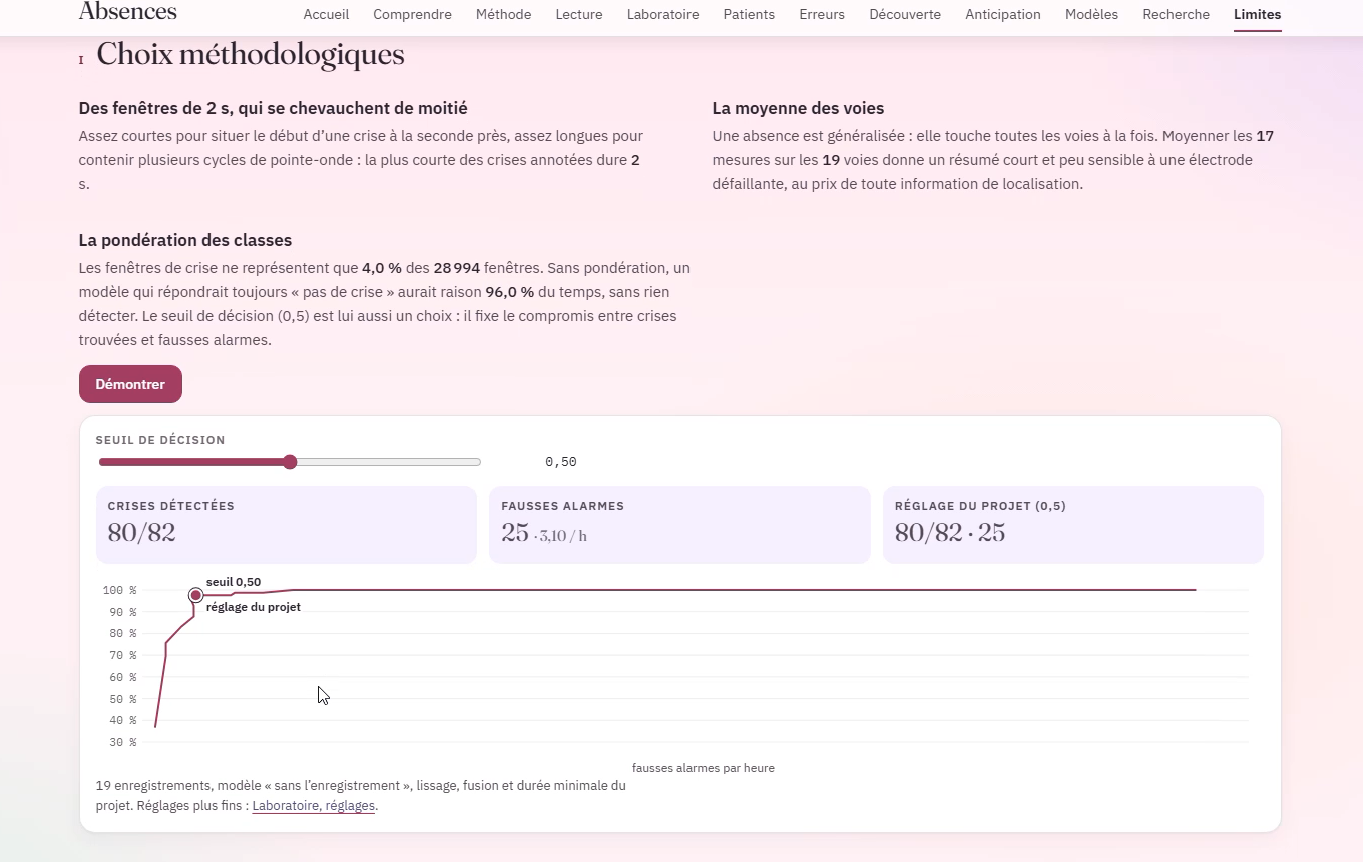 Absences
Accueil Comprendre Méthode Lecture Laboratoire Patients Erreurs Découverte Anticipation Modèles Recherche Limites
I Choix méthodologiques
Des fenêtres de 2 s, qui se chevauchent de moitié
Assez courtes pour situer le début d’une crise à la seconde près, assez longues pour
contenir plusieurs cycles de pointe-onde : la plus courte des crises annotées dure 2
s.
La moyenne des voies
Une absence est généralisée : elle touche toutes les voies à la fois. Moyenner les 17
mesures sur les 19 voies donne un résumé court et peu sensible à une électrode
défaillante, au prix de toute information de localisation.
La pondération des classes
Les fenêtres de crise ne représentent que 4,0 % des 28 994 fenêtres. Sans pondération, un
modèle qui répondrait toujours « pas de crise » aurait raison 96,0 % du temps, sans rien
détecter. Le seuil de décision (0,5) est lui aussi un choix : il fixe le compromis entre crises
trouvées et fausses alarmes.
Démontrer
SEUIL DE DÉCISION
0,50
CRISES DÉTECTÉES
80/82
FAUSSES ALARMES
25 · 3,10 / h
RÉGLAGE DU PROJET (0,5)
80/82 · 25
seuil 0,50
réglage du projet
100 %
90 %
80 %
70 %
60 %
50 %
40 %
30 %
fausses alarmes par heure
19 enregistrements, modèle « sans l’enregistrement », lissage, fusion et durée minimale du
projet. Réglages plus fins : Laboratoire, réglages.